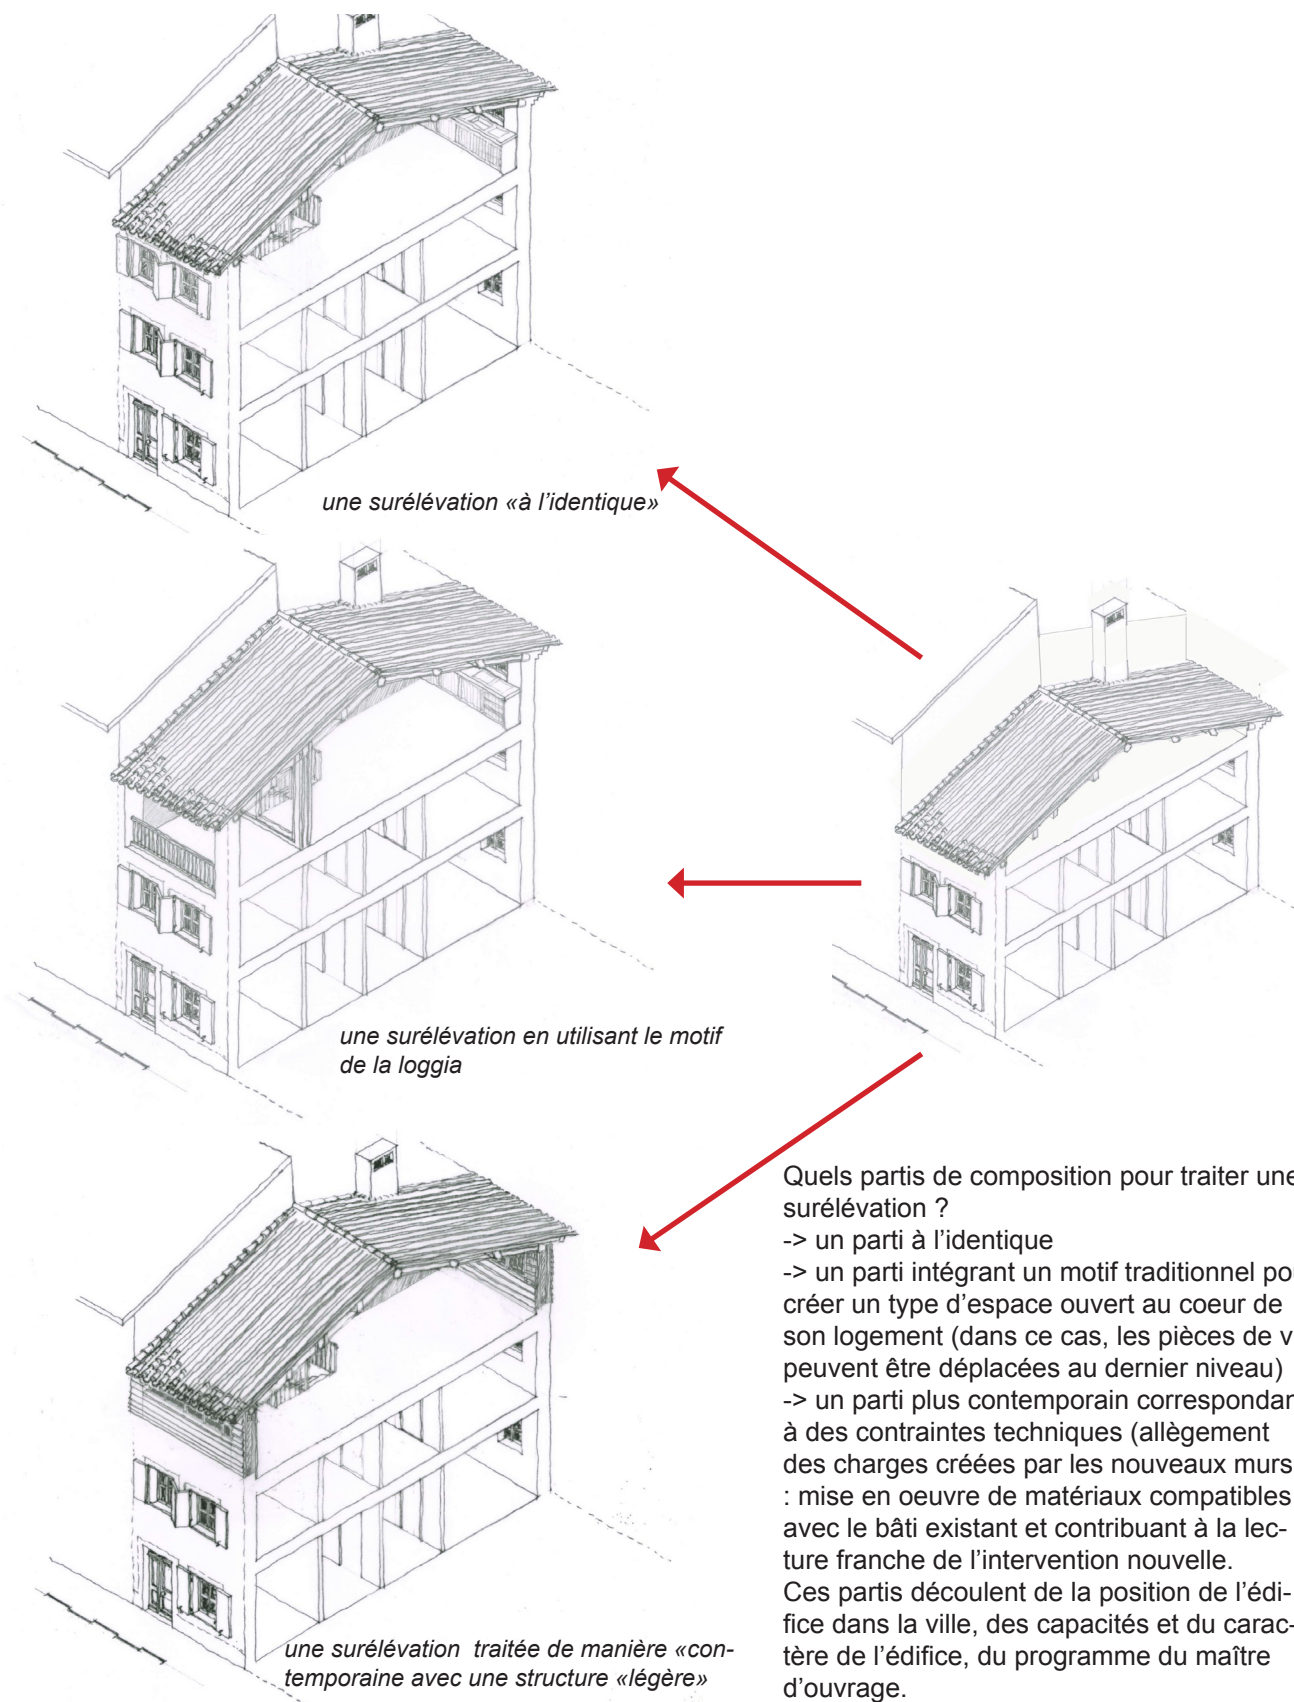 une surélévation «à l’identique»
une surélévation en utilisant le motif
de la loggia
une surélévation traitée de manière «con-
temporaine avec une structure «légère»
Quels partis de composition pour traiter une
surélévation ?
-> un parti à l’identique
-> un parti intégrant un motif traditionnel
créer un type d’espace ouvert au coeur de
son logement (dans ce cas, les pièces de
peuvent être déplacées au dernier niveau)
-> un parti plus contemporain
à des contraintes techniques (allègement
des charges créées par les nouveaux murs
: mise en oeuvre de matériaux compatibles
avec le bâti existant et contribuant à la lec-
ture franche de l’intervention nouvelle.
Ces partis découlent de la position de l’édi-
fice dans la ville, des capacités et du carac-
tère de l’édifice, du programme du maître
d’ouvrage.